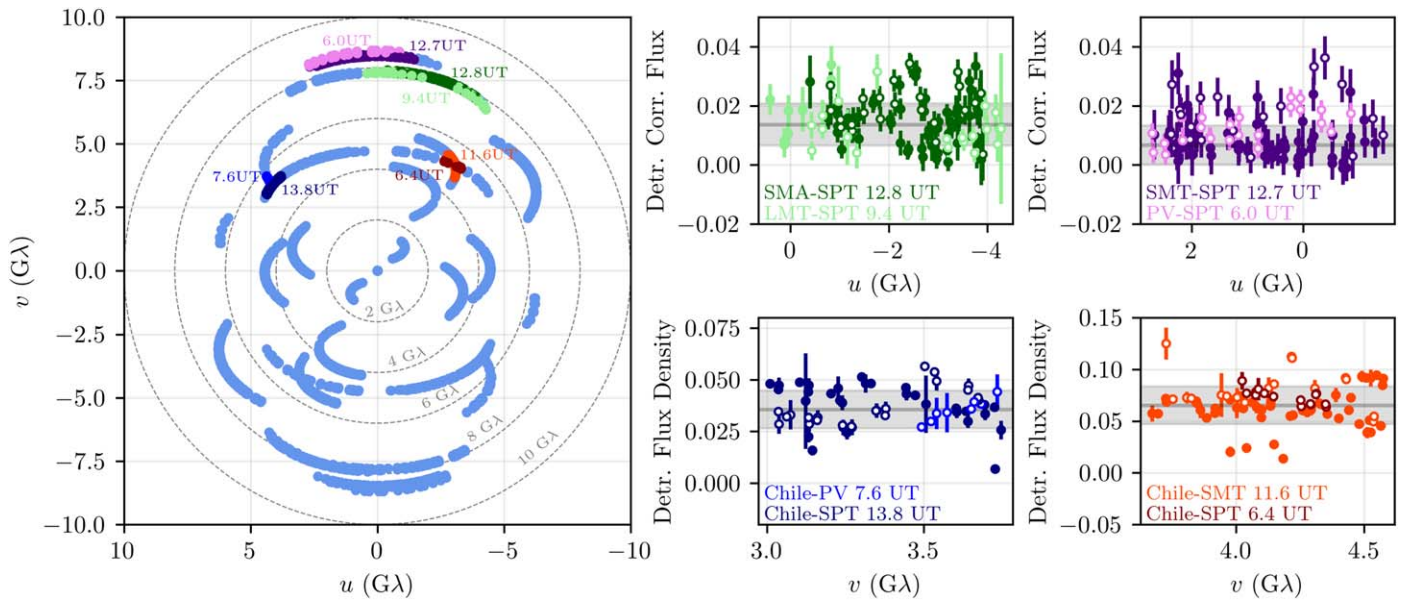 10.0
7.5
5.0
2.5
0.0
−2.5
−5.0
−7.5
−10.0
v (Gλ)
10
5
0
−5
−10
u (Gλ)
6.0UT
12.7UT
12.8UT
9.4UT
11.6UT
6.4UT
7.6UT
13.8UT
2 Gλ
4 Gλ
6 Gλ
8 Gλ
10 Gλ
Detr. Corr. Flux
0.04
0.02
0.00
−0.02
SMA-SPT 12.8 UT
LMT-SPT 9.4 UT
0
−2
−4
u (Gλ)
Detr. Corr. Flux
0.04
0.02
0.00
−0.02
SMT-SPT 12.7 UT
PV-SPT 6.0 UT
2
0
u (Gλ)
Detr. Flux Density
0.075
0.050
0.025
0.000
Chile-PV 7.6 UT
Chile-SPT 13.8 UT
3.0
3.5
v (Gλ)
Detr. Flux Density
0.15
0.10
0.05
0.00
−0.05
Chile-SMT 11.6 UT
Chile-SPT 6.4 UT
4.0
4.5
v (Gλ)